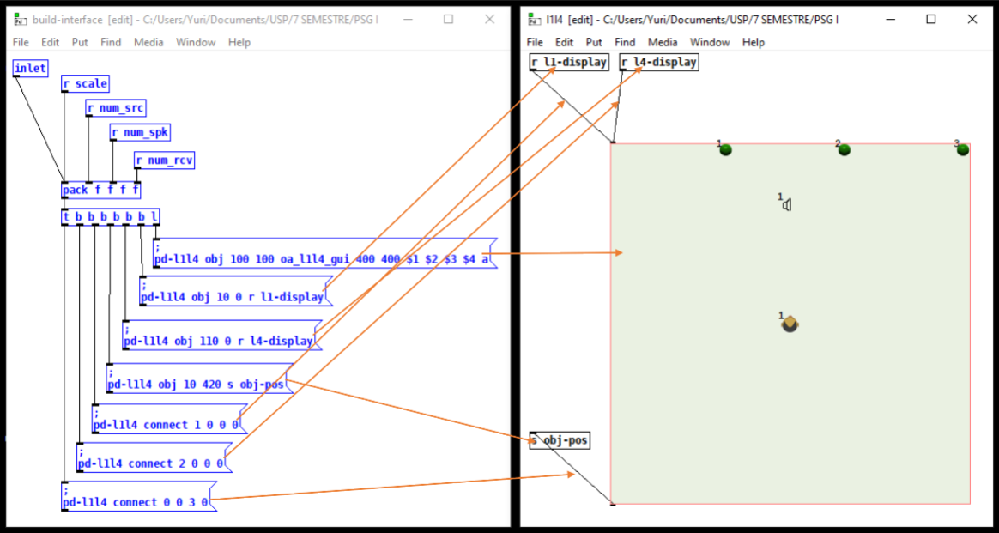 build-interface [edit] - C:/Users/Yuri/Documents/USP/7 SEMESTRE/PSG I
File Edit Put Find Media Window Help
inlet
r scale
r num_src
r num_spk
r num_rcv
pack f f f f
t b b b b b b l
;
pd-l1l4 obj 100 100 oa_l1l4_gui 400 400 $1 $2 $3 $4 a
;
pd-l1l4 obj 10 0 r l1-display
;
pd-l1l4 obj 110 0 r l4-display
;
pd-l1l4 obj 10 420 s obj-pos
;
pd-l1l4 connect 1 0 0 0
;
pd-l1l4 connect 2 0 0 0
;
pd-l1l4 connect 0 0 3 0
l1l4 [edit] - C:/Users/Yuri/Documents/USP/7 SEMESTRE/PSG I
File Edit Put Find Media Window Help
r l1-display r l4-display
1 2 3
1
1
s obj-pos